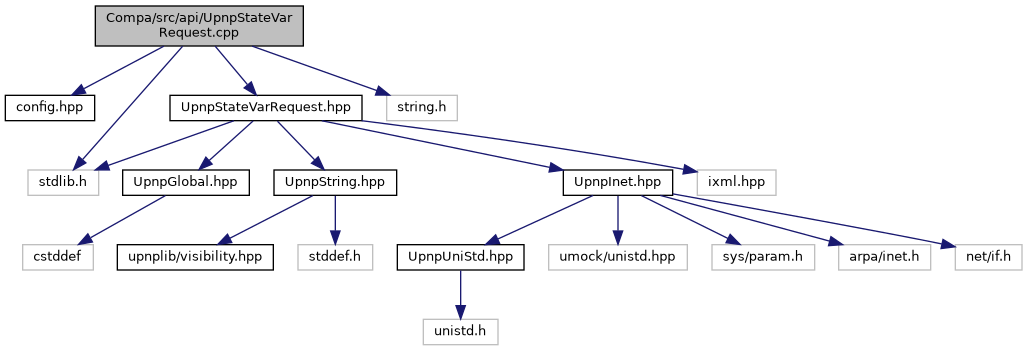 Compa/src/api/UpnpStateVar
Request.cpp
config.hpp
UpnpStateVarRequest.hpp
string.h
stdlib.h
UpnpGlobal.hpp
UpnpString.hpp
UpnpInet.hpp
ixml.hpp
cstddef
upnplib/visibility.hpp
stddef.h
UpnpUniStd.hpp
umock/unistd.hpp
sys/param.h
arpa/inet.h
net/if.h
unistd.h